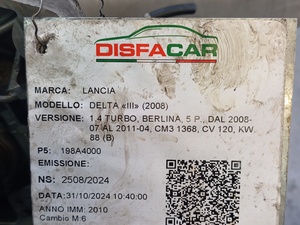 DISFACAR
MARCA: LANCIA
MODELLO: DELTA «III» (2008)
VERSIONE: 1.4 TURBO, BERLINA, 5 P., DAL 2008-
07 AL 2011-04, CM3 1368, CV 120, KW
88 (B)
P5: 198A4000
EMISSIONE:
NS: 2508/2024
DATA:31/10/2024 10:40:00
ANNO IMM: 2010
Cambio M:6